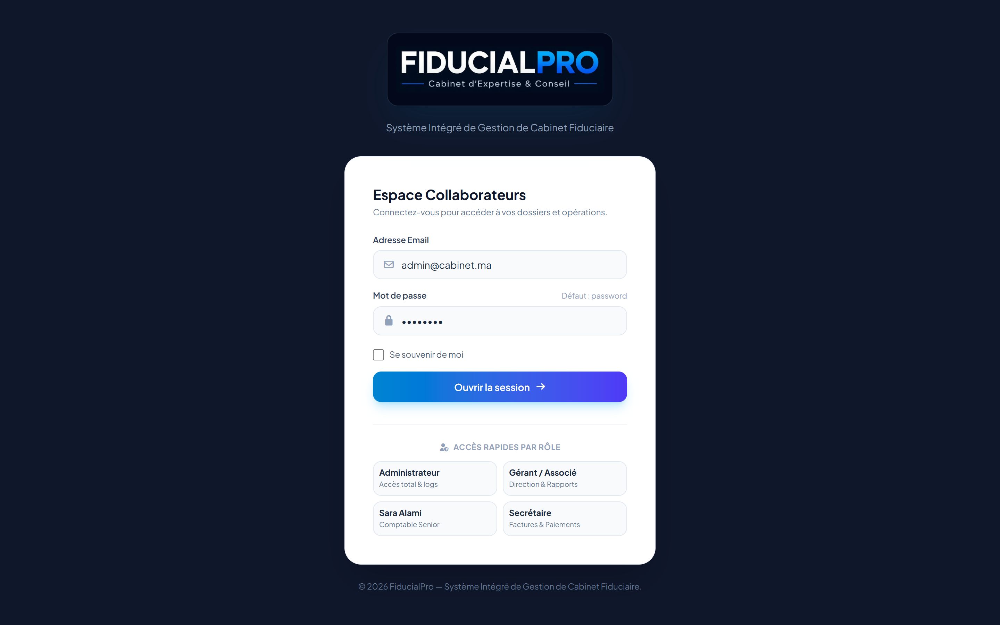 FIDUCIALPRO
Cabinet d'Expertise & Conseil
Système Intégré de Gestion de Cabinet Fiduciaire
Espace Collaborateurs
Connectez-vous pour accéder à vos dossiers et opérations.
Adresse Email
admin@cabinet.ma
Mot de passe
Défaut : password
••••••••
Se souvenir de moi
Ouvrir la session →
ACCÈS RAPIDES PAR RÔLE
Administrateur
Accès total & logs
Gérant / Associé
Direction & Rapports
Sara Alami
Comptable Senior
Secrétaire
Factures & Paiements
© 2026 FiducialPro — Système Intégré de Gestion de Cabinet Fiduciaire.